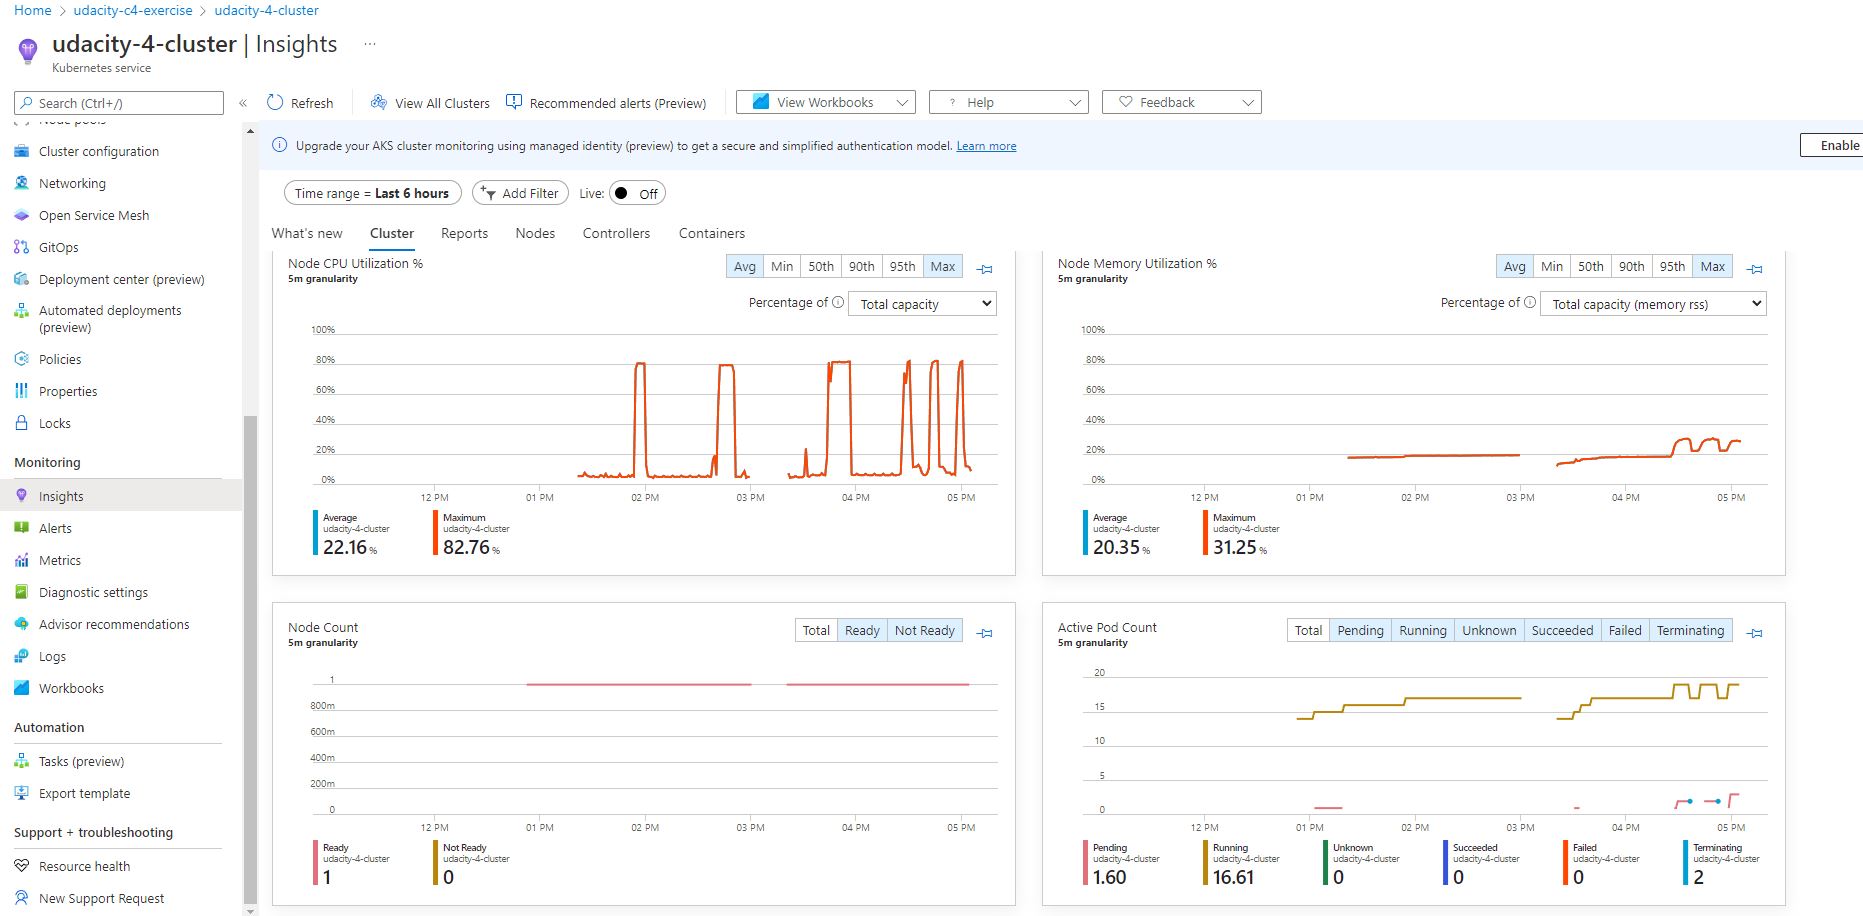 Home > udacity-c4-exercise > udacity-4-cluster
udacity-4-cluster | Insights ...
Kubernetes service
Search (Ctrl+/)
«
Refresh
View All Clusters
Recommended alerts (Preview)
View Workbooks
? Help
Feedback
Node pools
Cluster configuration
Networking
Open Service Mesh
GitOps
Deployment center (preview)
Automated deployments
(preview)
Policies
Properties
Locks
Monitoring
Insights
Alerts
Metrics
Diagnostic settings
Advisor recommendations
Logs
Workbooks
Automation
Tasks (preview)
Export template
Support + troubleshooting
Resource health
New Support Request
Upgrade your AKS cluster monitoring using managed identity (preview) to get a secure and simplified authentication model. Learn more
Enable
Time range = Last 6 hours
Add Filter
Live: Off
What's new Cluster Reports Nodes Controllers Containers
Node CPU Utilization %
5m granularity
Avg Min 50th 90th 95th Max
Percentage of Total capacity
100%
80%
60%
40%
20%
0%
12 PM 01 PM 02 PM 03 PM 04 PM 05 PM
Average
udacity-4-cluster
22.16 %
Maximum
udacity-4-cluster
82.76 %
Node Memory Utilization %
5m granularity
Avg Min 50th 90th 95th Max
Percentage of Total capacity (memory rss)
100%
80%
60%
40%
20%
0%
12 PM 01 PM 02 PM 03 PM 04 PM 05 PM
Average
udacity-4-cluster
20.35 %
Maximum
udacity-4-cluster
31.25 %
Node Count
5m granularity
Total Ready Not Ready
1
800m
600m
400m
200m
0
12 PM 01 PM 02 PM 03 PM 04 PM 05 PM
Ready
udacity-4-cluster
1
Not Ready
udacity-4-cluster
0
Active Pod Count
5m granularity
Total Pending Running Unknown Succeeded Failed Terminating
20
15
10
5
0
12 PM 01 PM 02 PM 03 PM 04 PM 05 PM
Pending
udacity-4-cluster
1.60
Running
udacity-4-cluster
16.61
Unknown
udacity-4-cluster
0
Succeeded
udacity-4-cluster
0
Failed
udacity-4-cluster
0
Terminating
udacity-4-cluster
2